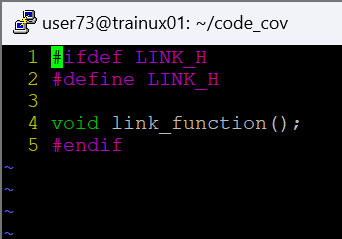 user73@trainux01: ~/code_cov
1 #ifdef LINK_H
2 #define LINK_H
3
4 void link_function();
5 #endif
~
~
~
~